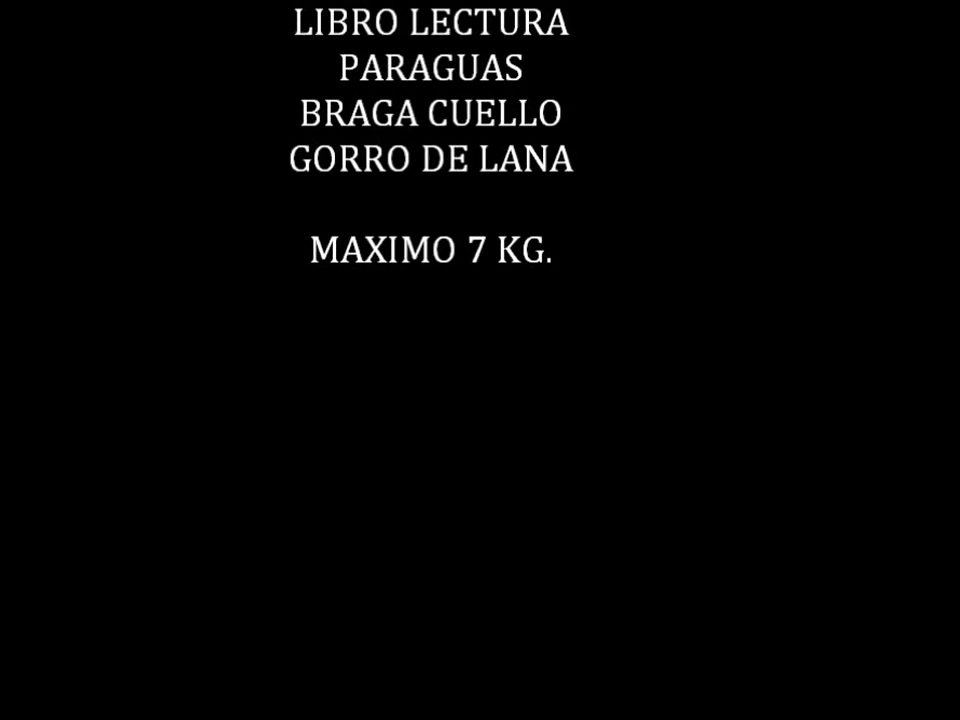 LIBRO LECTURA
PARAGUAS
BRAGA CUELLO
GORRO DE LANA
MAXIMO 7 KG.